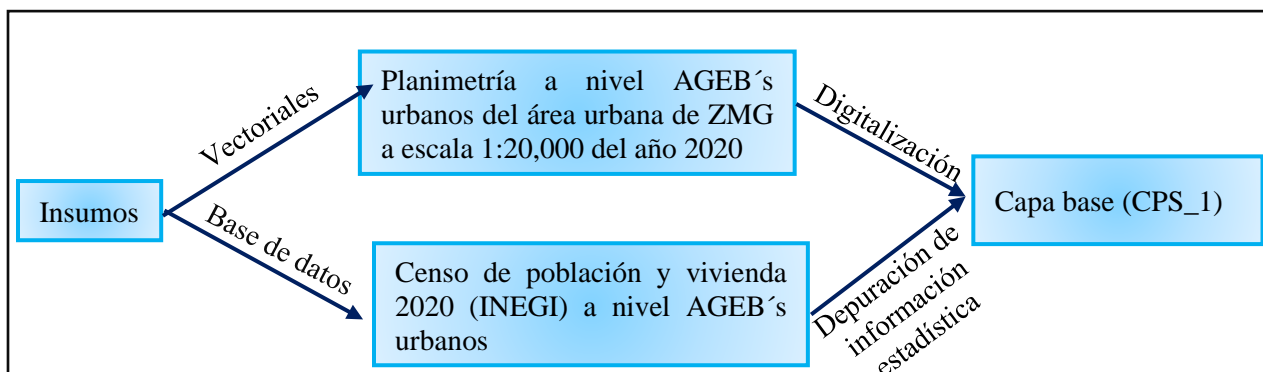 Insumos
Vectoriales
Base de datos
Planimetría a nivel AGEB´s
urbanos del área urbana de ZMG
a escala 1:20,000 del año 2020
Censo de población y vivienda
2020 (INEGI) a nivel AGEB´s
urbanos
Digitalización
Depuración de
información
estadística
Capa base (CPS_1)